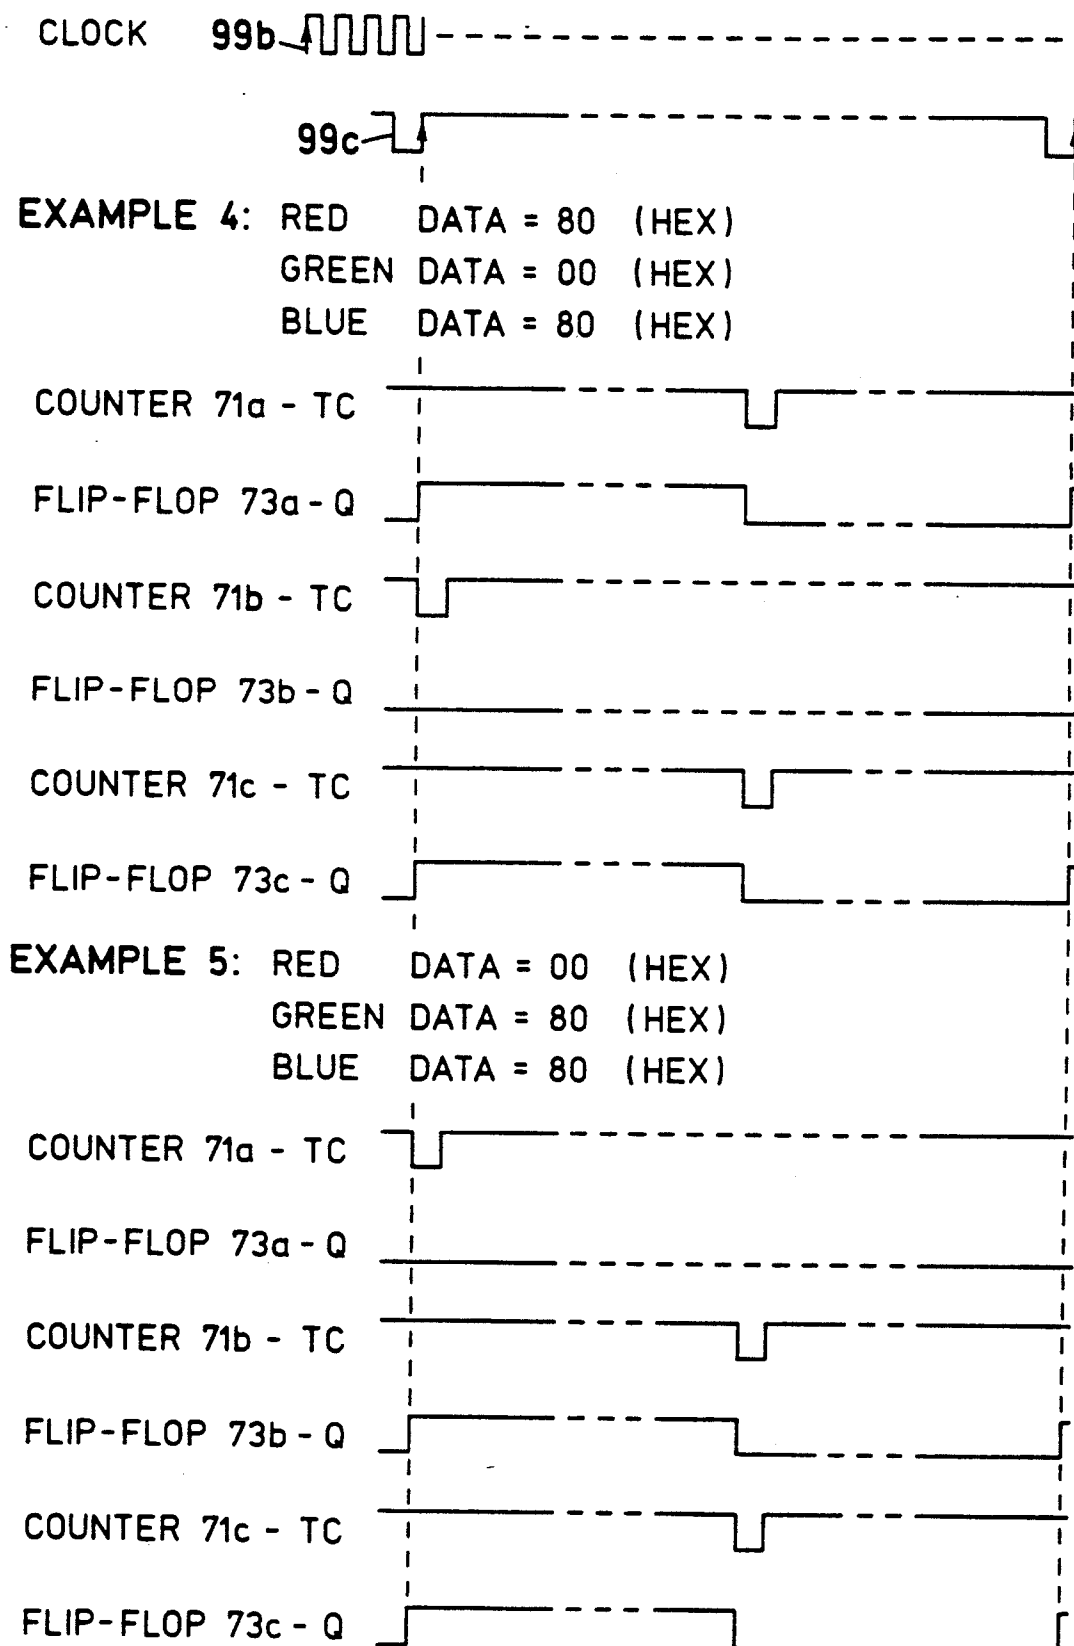 CLOCK 99b
99c
EXAMPLE 4: RED DATA = 80 (HEX)
GREEN DATA = 00 (HEX)
BLUE DATA = 80 (HEX)
COUNTER 71a - TC
FLIP-FLOP 73a - Q
COUNTER 71b - TC
FLIP-FLOP 73b - Q
COUNTER 71c - TC
FLIP-FLOP 73c - Q
EXAMPLE 5: RED DATA = 00 (HEX)
GREEN DATA = 80 (HEX)
BLUE DATA = 80 (HEX)
COUNTER 71a - TC
FLIP-FLOP 73a - Q
COUNTER 71b - TC
FLIP-FLOP 73b - Q
COUNTER 71c - TC
FLIP-FLOP 73c - Q